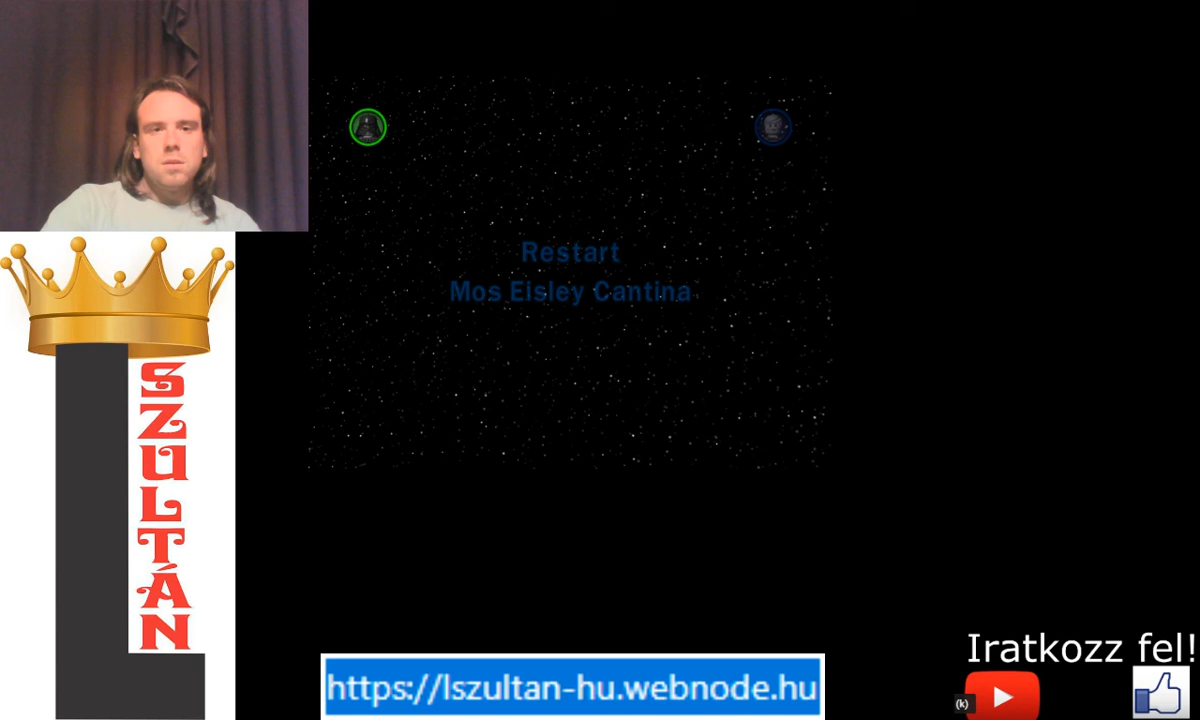 Restart
Mos Eisley Cantina
L
SZULTÁN
https://lszultan-hu.webnode.hu
Iratkozz fel!
(k)